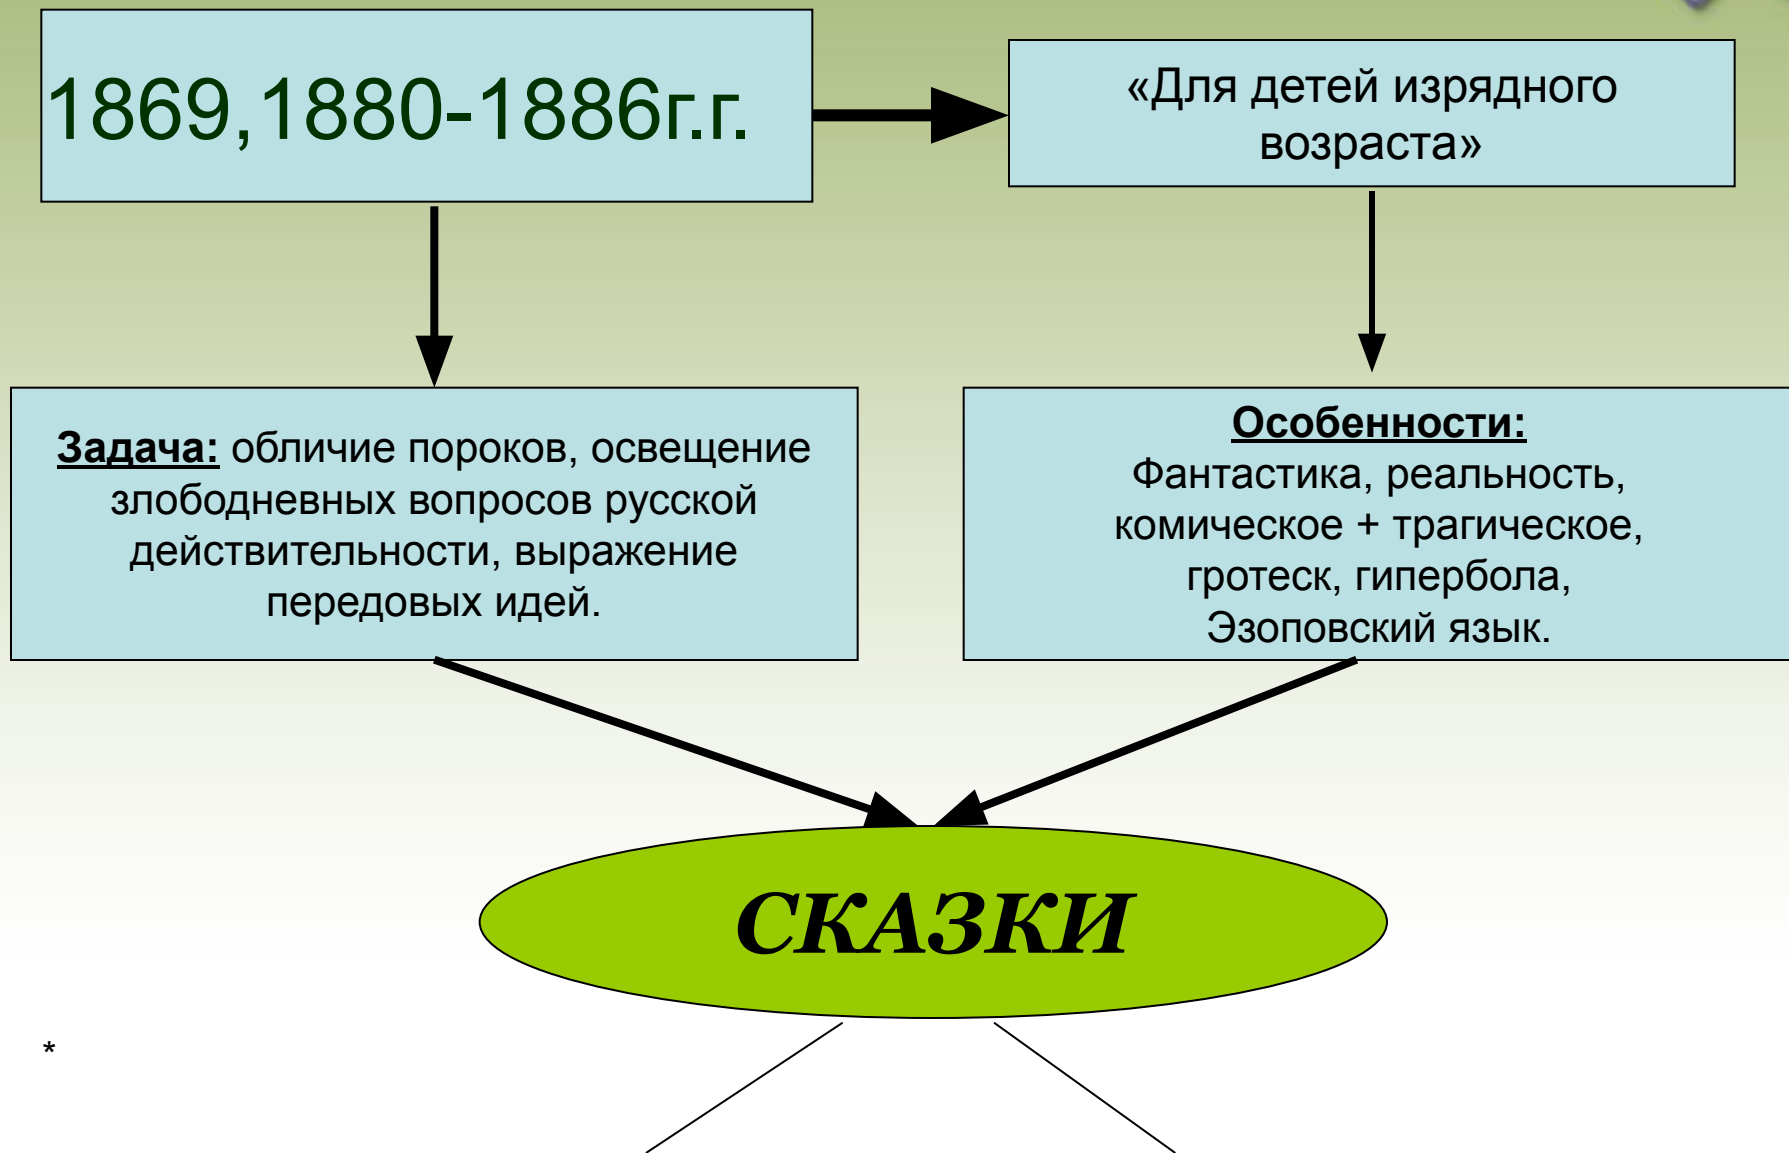 1869,1880-1886г.г.
«Для детей изрядного
возраста»
Задача: обличие пороков, освещение
злободневных вопросов русской
действительности, выражение
передовых идей.
Особенности:
Фантастика, реальность,
комическое + трагическое,
гротеск, гипербола,
Эзоповский язык.
СКАЗКИ
*